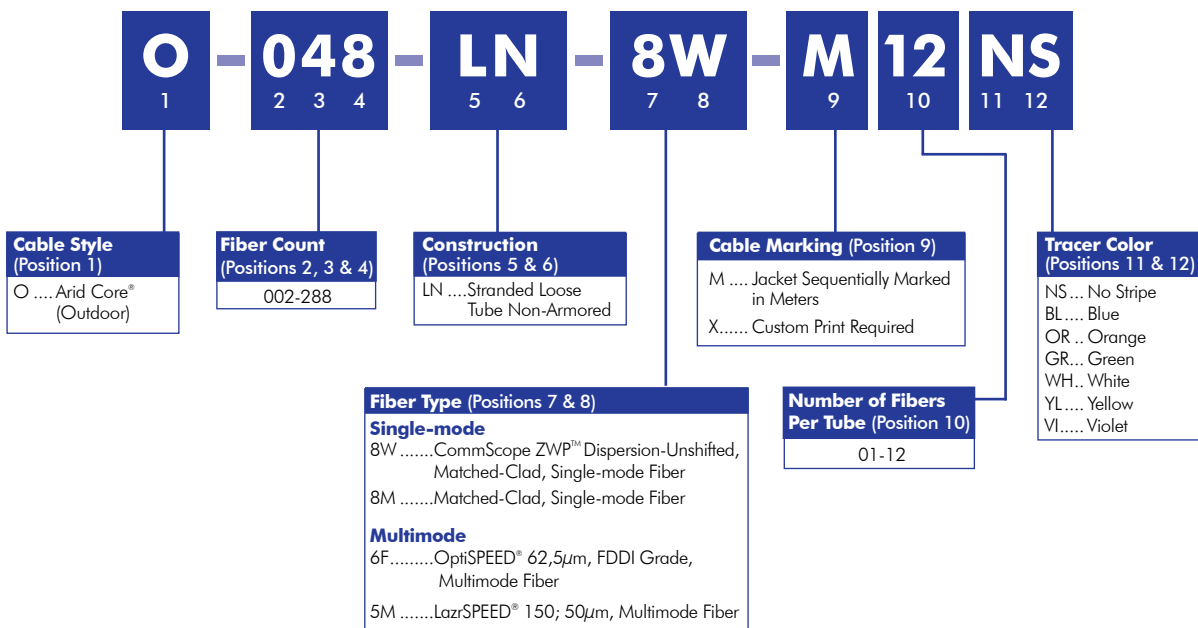 O - 048 - LN - 8W - M 12 NS
1 2 3 4 5 6 7 8 9 10 11 12
Cable Style
(Position 1)
O ....Arid Core®
(Outdoor)
Fiber Count
(Positions 2, 3 & 4)
002-288
Construction
(Positions 5 & 6)
LN ....Stranded Loose
Tube Non-Armored
Cable Marking (Position 9)
M .... Jacket Sequentially Marked
in Meters
X...... Custom Print Required
Tracer Color
(Positions 11 & 12)
NS... No Stripe
BL.... Blue
OR .. Orange
GR... Green
WH.. White
YL.... Yellow
VI..... Violet
Fiber Type (Positions 7 & 8)
Single-mode
8W .......CommScope ZWP™ Dispersion-Unshifted,
Matched-Clad, Single-mode Fiber
8M .......Matched-Clad, Single-mode Fiber
Multimode
6F.........OptiSPEED® 62,5µm, FDDI Grade,
Multimode Fiber
5M .......LazrSPEED® 150; 50µm, Multimode Fiber
Number of Fibers
Per Tube (Position 10)
01-12